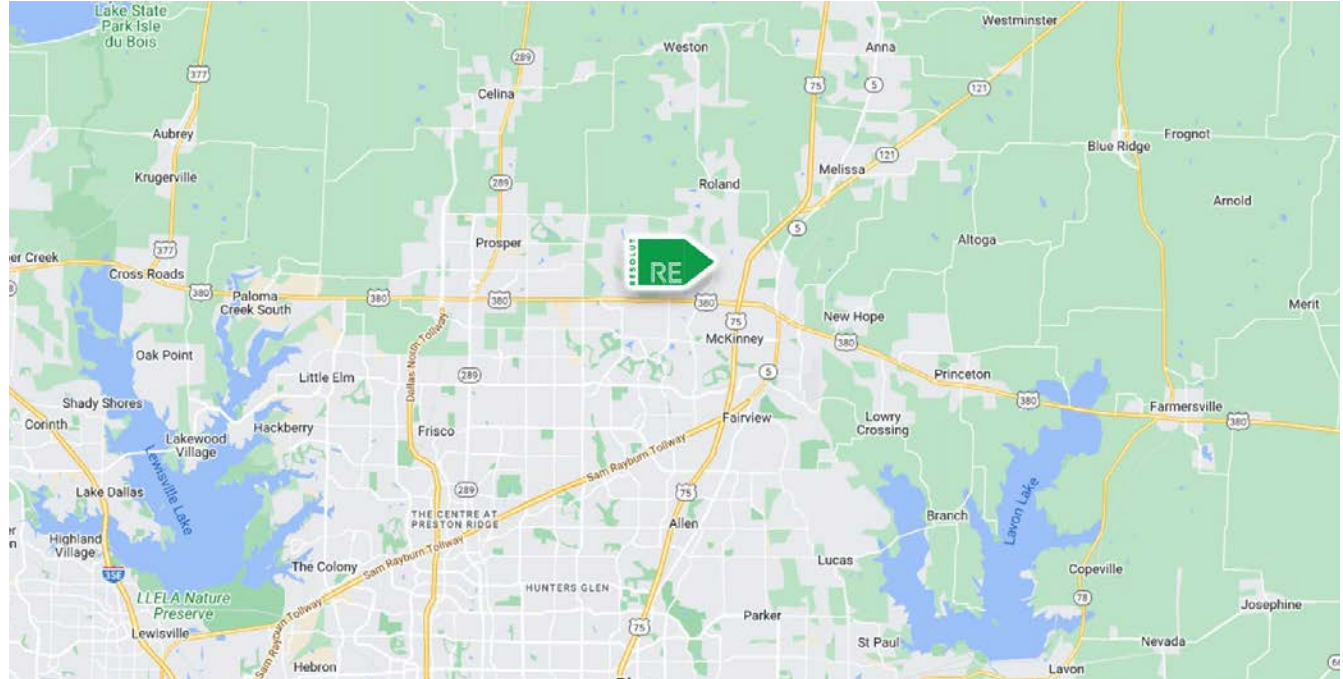 Lake State
Park Isle
du Bois
Westminster
Weston
Anna
289
377
75
5
121
Celina
Aubrey
Frognot
Blue Ridge
121
Melissa
Krugerville
289
Roland
Arnold
5
Prosper
Altoga
377
RESOLUT
RE
Creek
Cross Roads
380
Paloma
Creek South
380
380
380
Merit
75
New Hope
McKinney
380
Oak Point
Dallas North Tollway
Little Elm
289
5
Princeton
380
Shady Shores
Farmersville
Corinth
Lakewood
Village
Hackberry
Frisco
Fairview
Lowry
Crossing
380
Sam Rayburn Tollway
Lake Dallas
Lewisville Lake
289
75
Lavon Lake
THE CENTRE AT
PRESTON RIDGE
Allen
Branch
Highland
Village
35E
The Colony
Sam Rayburn Tollway
Lucas
Copeville
HUNTERS GLEN
LLELA Nature
Preserve
78
Josephine
Parker
Lewisville
Sam Rayburn Tollway
75
St Paul
Nevada
Hebron
Lavon